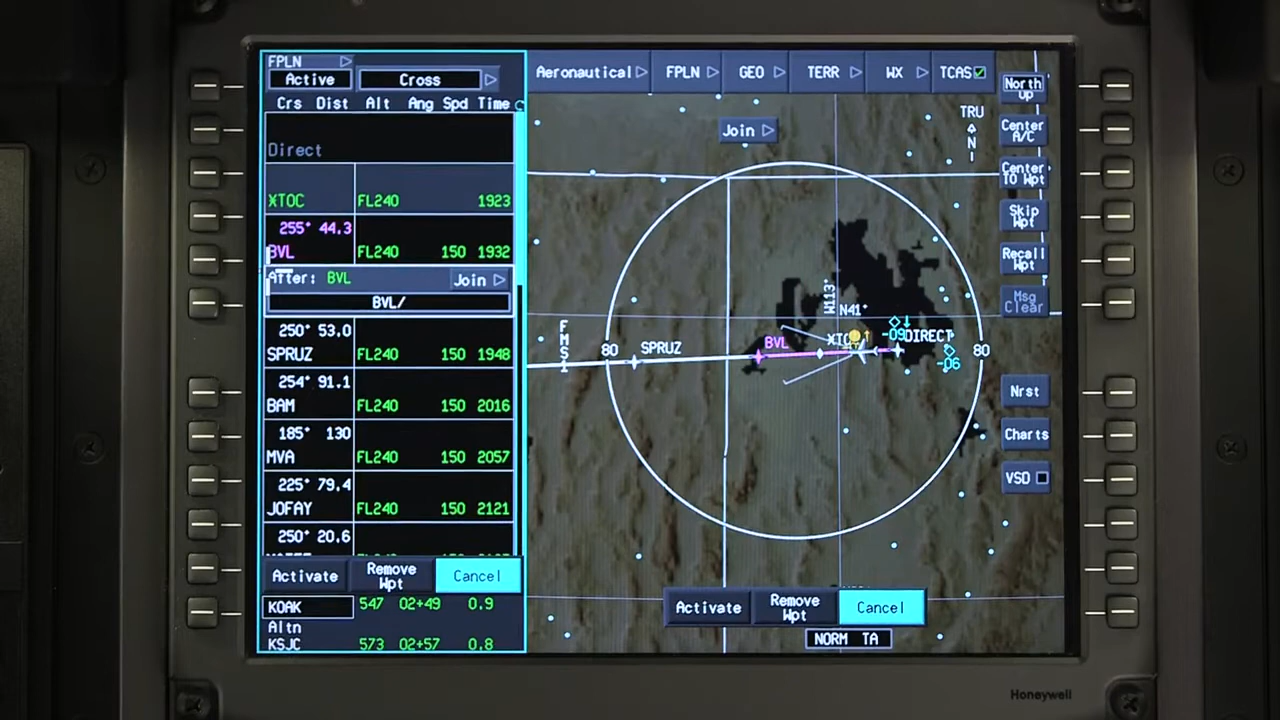 FPLN
Active Cross
Crs Dist Alt Ang Spd Time
Direct
XTOC FL240 1923
255° 44.3
BVL FL240 150 1932
After: BVL Join
BVL/
250° 53.0
SPRUZ FL240 150 1948
254° 91.1
BAM FL240 150 2016
185° 130
MVA FL240 150 2057
225° 79.4
JOFAY FL240 150 2121
250° 20.6
Activate Remove Wpt Cancel
KOAK 547 02+49 0.9
Altn
KSJC 573 02+57 0.8
Aeronautical FPLN GEO TERR WX TCAS
Join
TRU
N
W113°
N41°
FMS1
80 SPRUZ BVL XTOC -09 DIRECT 80
-06
Activate Remove Wpt Cancel
NORM TA
North Up
Center A/C
Center TO Wpt
Skip Wpt
Recall Wpt
Msg Clear
Nrst
Charts
VSD
Honeywell